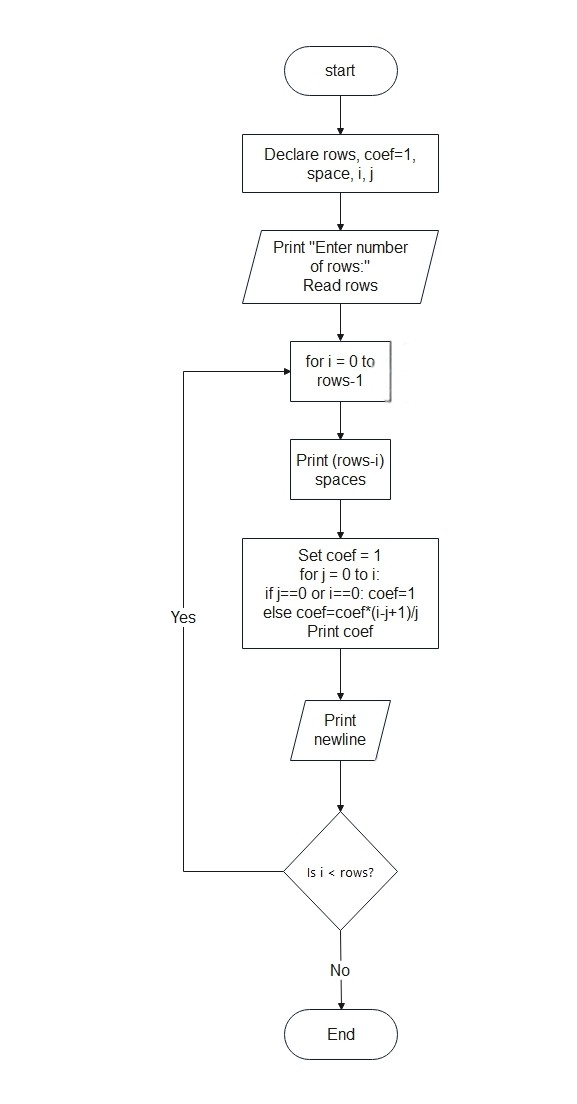 start
Declare rows, coef=1,
space, i, j
Print "Enter number
of rows:"
Read rows
for i = 0 to
rows-1
Print (rows-i)
spaces
Set coef = 1
for j = 0 to i:
if j==0 or i==0: coef=1
else coef=coef*(i-j+1)/j
Print coef
Yes
Print
newline
Is i < rows?
No
End